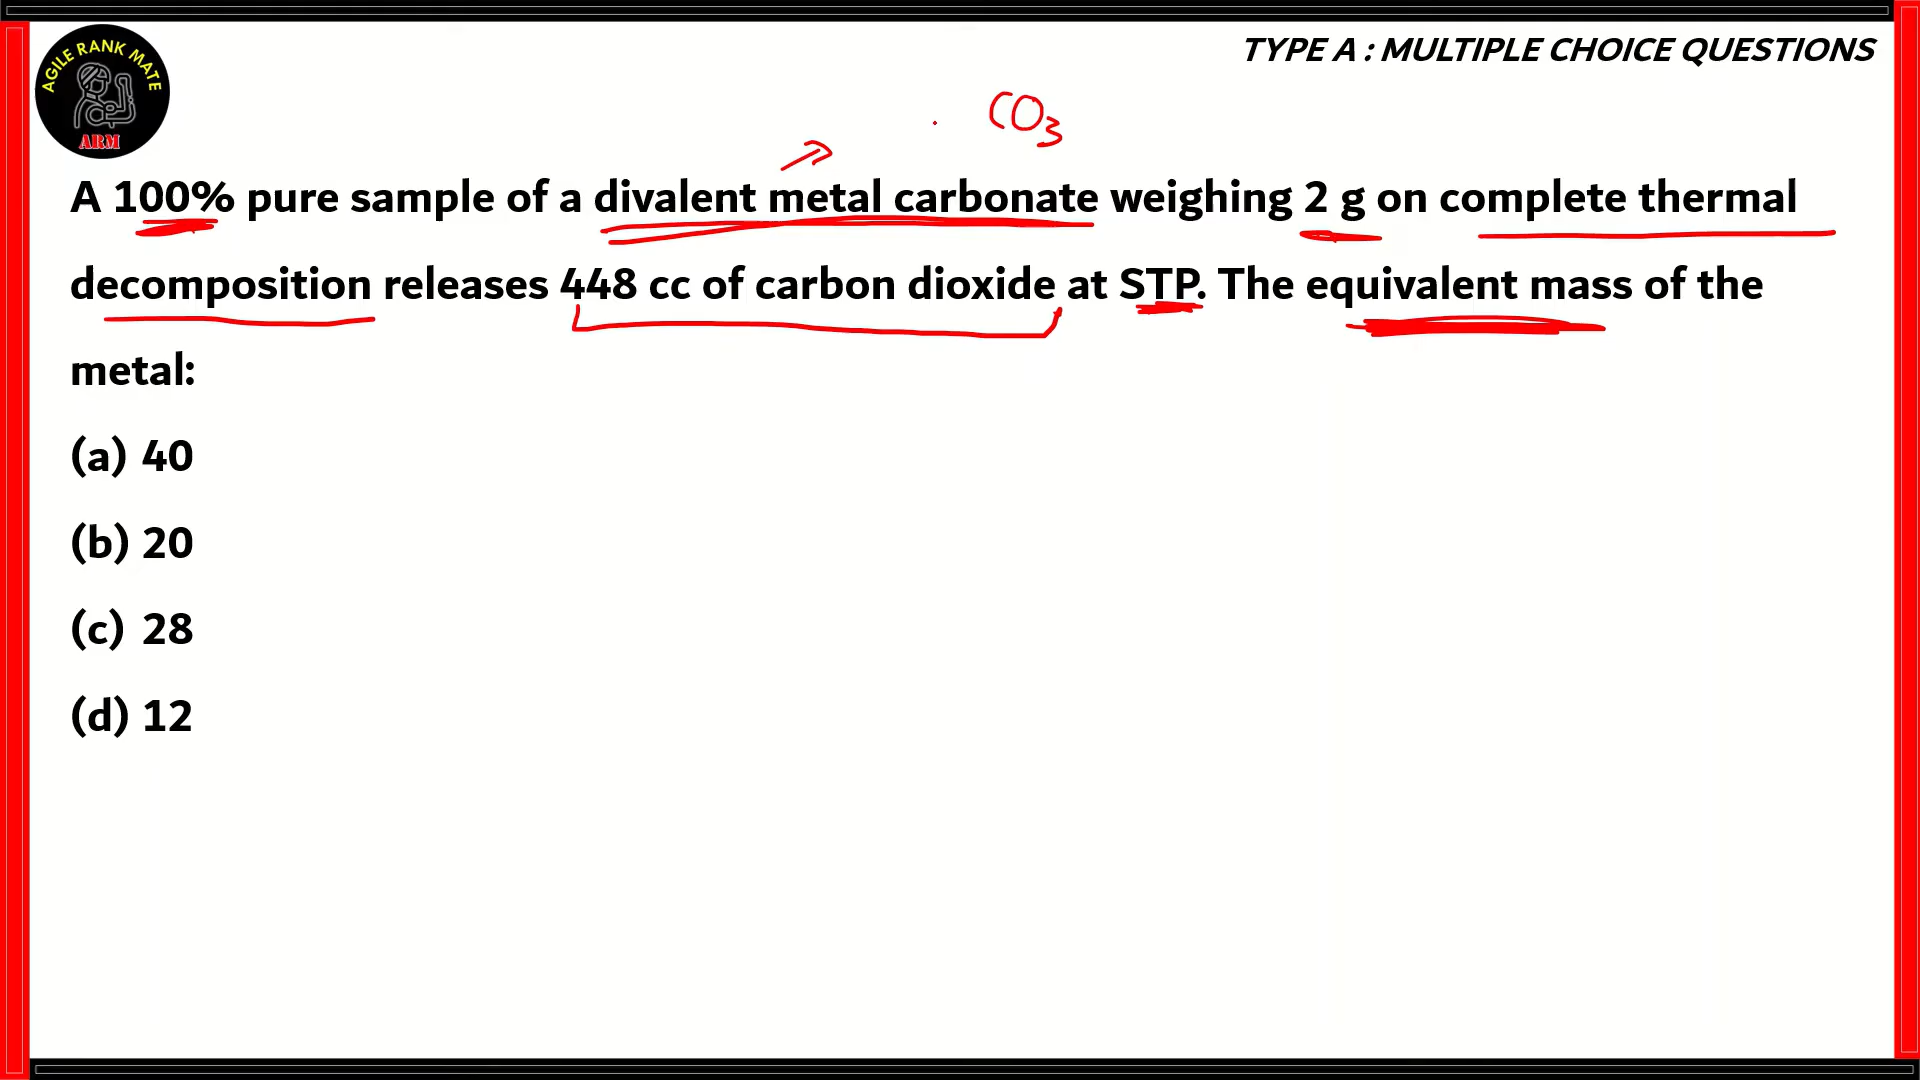 AGILE RANK MATE
ARM
TYPE A : MULTIPLE CHOICE QUESTIONS
CO3
A 100% pure sample of a divalent metal carbonate weighing 2 g on complete thermal
decomposition releases 448 cc of carbon dioxide at STP. The equivalent mass of the
metal:
(a) 40
(b) 20
(c) 28
(d) 12